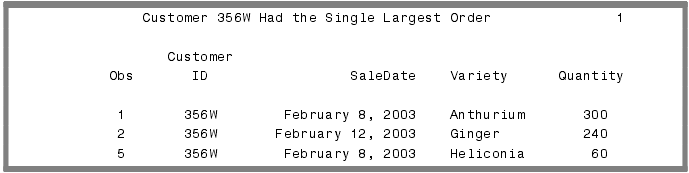 Customer 356W Had the Single Largest Order 1
Customer
Obs ID SaleDate Variety Quantity
1 356W February 8, 2003 Anthurium 300
2 356W February 12, 2003 Ginger 240
5 356W February 8, 2003 Heliconia 60